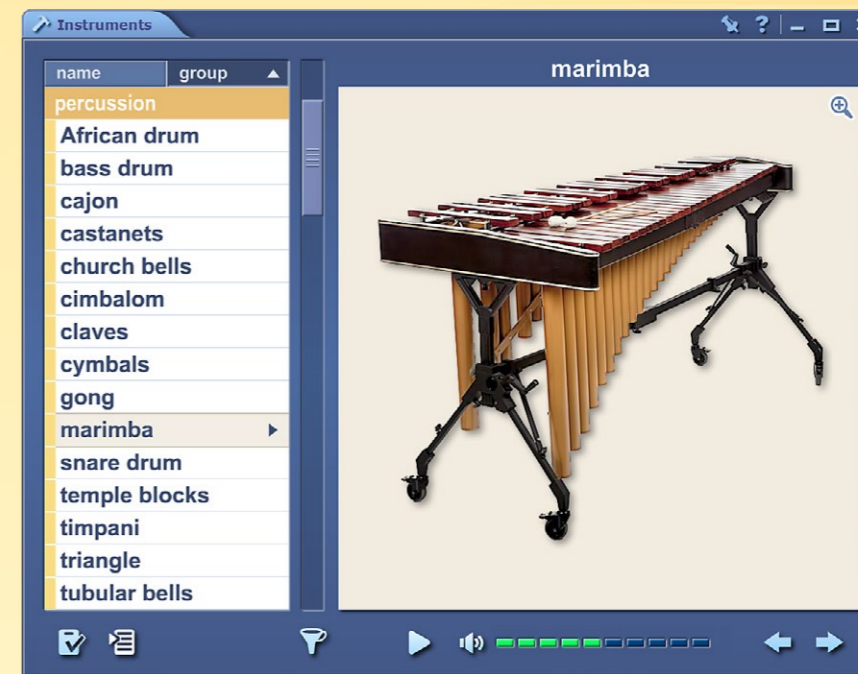 Instruments
?
name group
marimba
percussion
African drum
bass drum
cajon
castanets
church bells
cimbalom
claves
cymbals
gong
marimba
snare drum
temple blocks
timpani
triangle
tubular bells